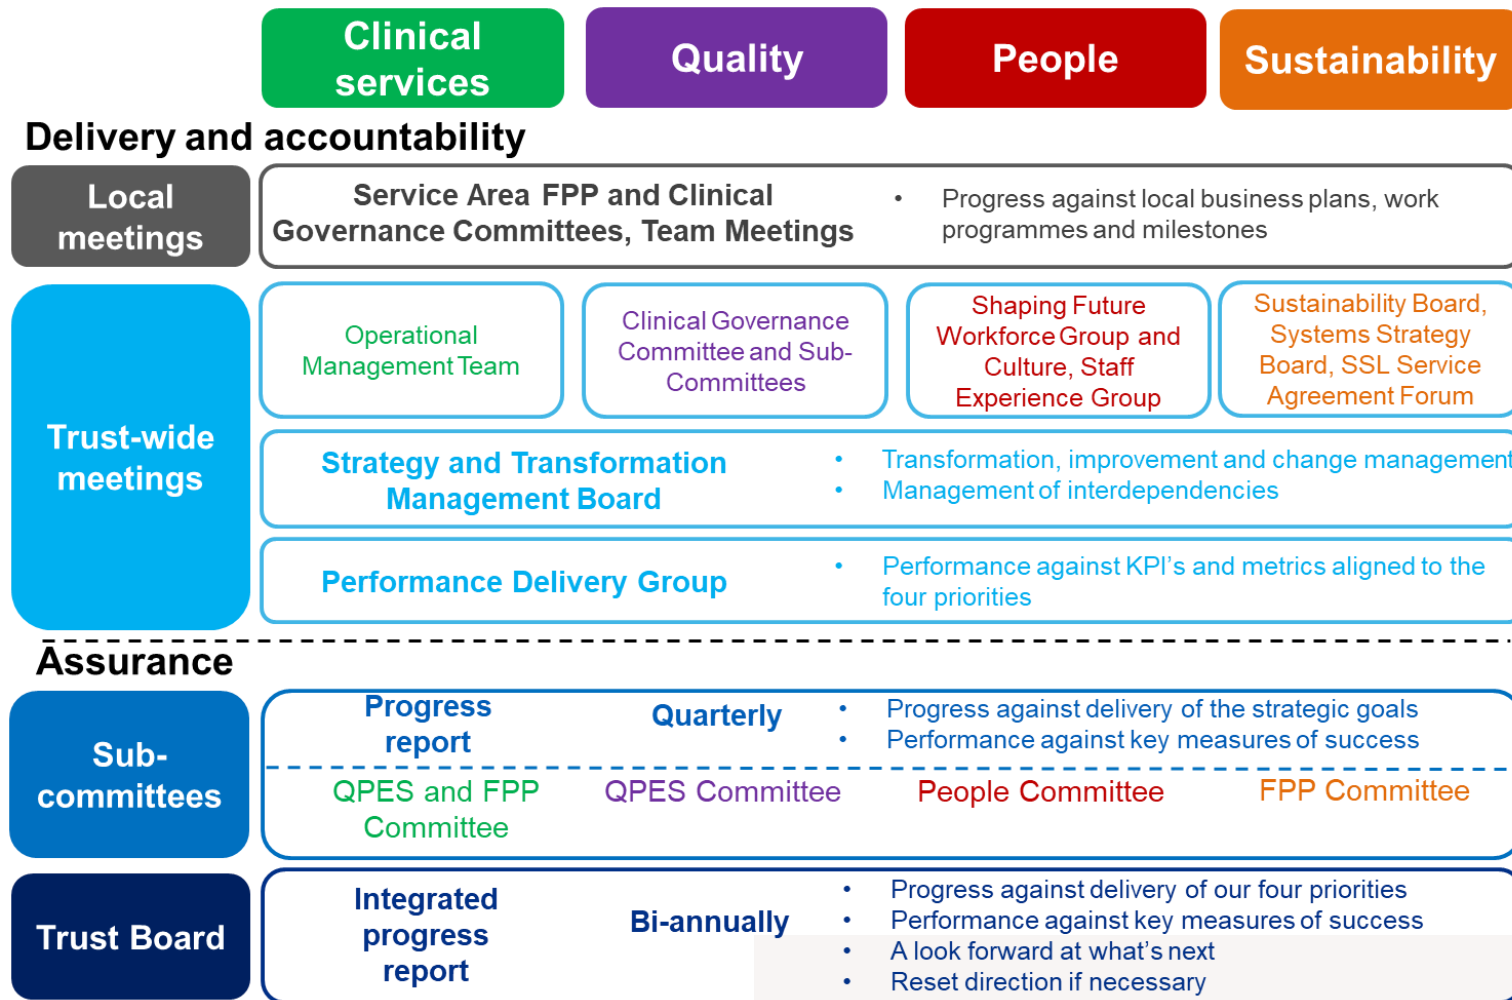 Clinical
services
Quality
People
Sustainability
Delivery and accountability
Local
meetings
Service Area FPP and Clinical
Governance Committees, Team Meetings
• Progress against local business plans, work
programmes and milestones
Trust-wide
meetings
Operational
Management Team
Clinical Governance
Committee and Sub-
Committees
Shaping Future
Workforce Group and
Culture, Staff
Experience Group
Sustainability Board,
Systems Strategy
Board, SSL Service
Agreement Forum
Strategy and Transformation
Management Board
• Transformation, improvement and change management
• Management of interdependencies
Performance Delivery Group
• Performance against KPI's and metrics aligned to the
four priorities
Assurance
Sub-
committees
Progress
report
Quarterly
• Progress against delivery of the strategic goals
• Performance against key measures of success
QPES and FPP
Committee
QPES Committee
People Committee
FPP Committee
Trust Board
Integrated
progress
report
Bi-annually
• Progress against delivery of our four priorities
• Performance against key measures of success
• A look forward at what's next
• Reset direction if necessary